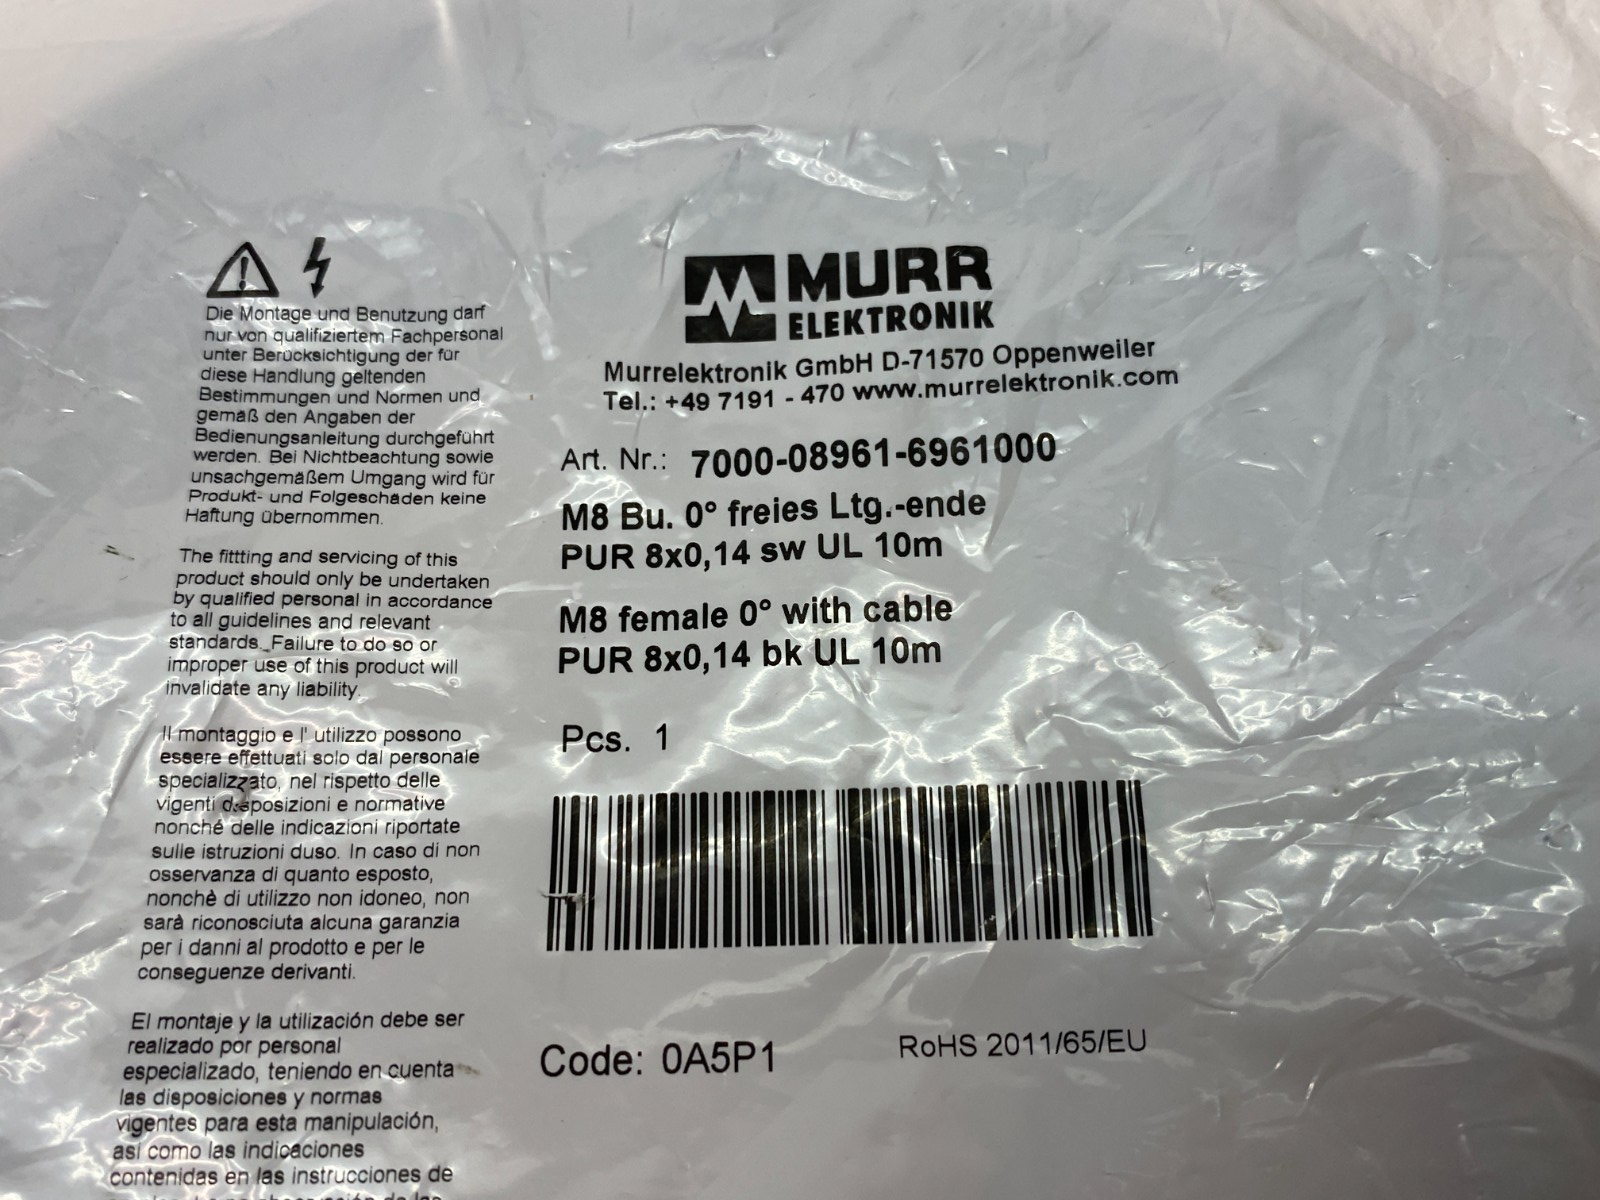 Die Montage und Benutzung darf
nur von qualifiziertem Fachpersonal
unter Berücksichtigung der für
diese Handlung geltenden
Bestimmungen und Normen und
gemäß den Angaben der
Bedienungsanleitung durchgeführt
werden. Bei Nichtbeachtung sowie
unsachgemäßem Umgang wird für
Produkt- und Folgeschäden keine
Haftung übernommen.
The fittting and servicing of this
product should only be undertaken
by qualified personal in accordance
to all guidelines and relevant
standards. Failure to do so or
improper use of this product will
invalidate any liability.
Il montaggio e l' utilizzo possono
essere effettuati solo dal personale
specializzato, nel rispetto delle
vigenti disposizioni e normative
nonché delle indicazioni riportate
sulle istruzioni duso. In caso di non
osservanza di quanto esposto,
nonchè di utilizzo non idoneo, non
sarà riconosciuta alcuna garanzia
per i danni al prodotto e per le
conseguenze derivanti.
El montaje y la utilización debe ser
realizado por personal
especializado, teniendo en cuenta
las disposiciones y normas
vigentes para esta manipulación,
así como las indicaciones
contenidas en las instrucciones de
MURR
ELEKTRONIK
Murrelektronik GmbH D-71570 Oppenweiler
Tel.: +49 7191 - 470 www.murrelektronik.com
Art. Nr.: 7000-08961-6961000
M8 Bu. 0° freies Ltg.-ende
PUR 8x0,14 sw UL 10m
M8 female 0° with cable
PUR 8x0,14 bk UL 10m
Pcs. 1
Code: 0A5P1
RoHS 2011/65/EU